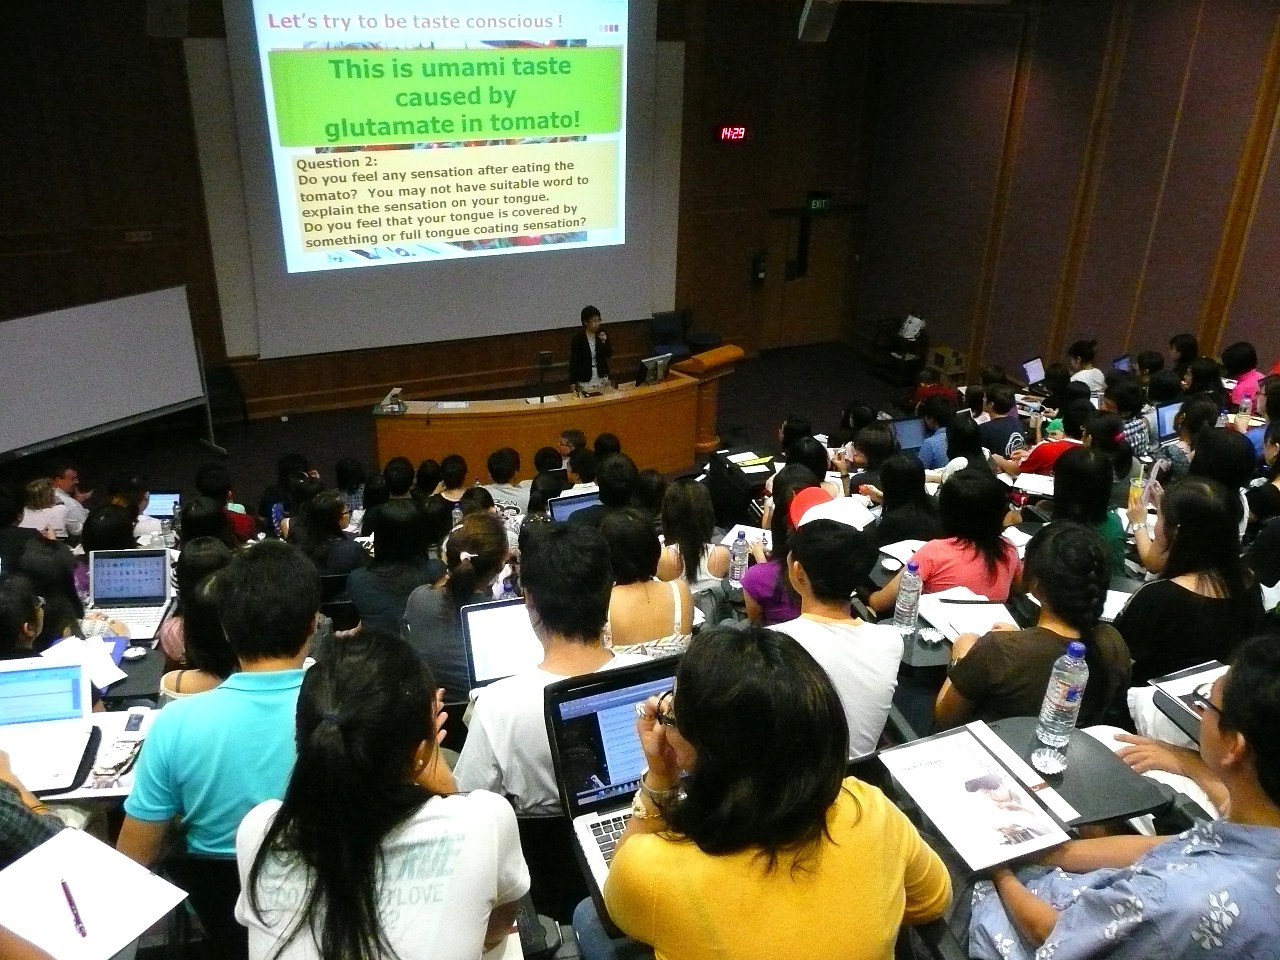 Let's try to be taste conscious !
This is umami taste
caused by
glutamate in tomato!
Question 2:
Do you feel any sensation after eating the
tomato? You may not have suitable word to
explain the sensation on your tongue.
Do you feel that your tongue is covered by
something or full tongue coating sensation?
14:29
EXIT
LOVE